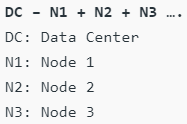 DC – N1 + N2 + N3 ….
DC: Data Center
N1: Node 1
N2: Node 2
N3: Node 3